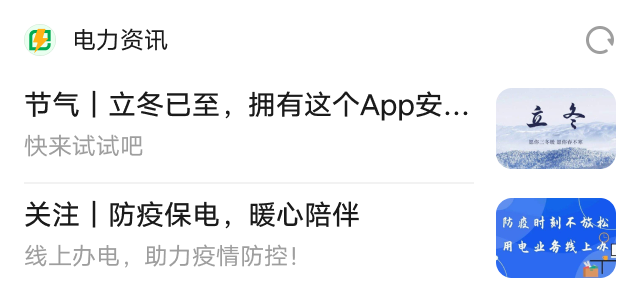 电力资讯
节气丨立冬已至，拥有这个App安...
快来试试吧
立冬
关注丨防疫保电，暖心陪伴
线上办电，助力疫情防控！
防疫时刻不放松
用电业务线上办